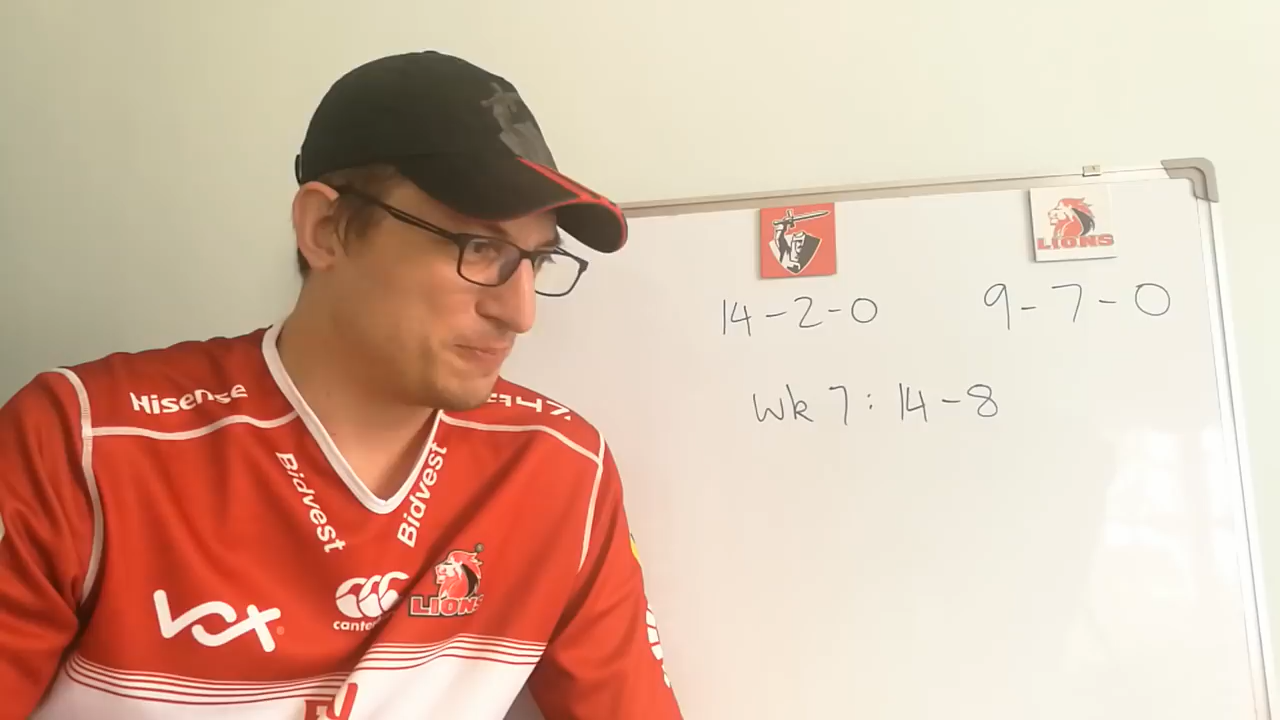 LIONS
14-2-0 9-7-0
Wk 7: 14-8
Hisense
Bidvest Bidvest
VOX
LIONS